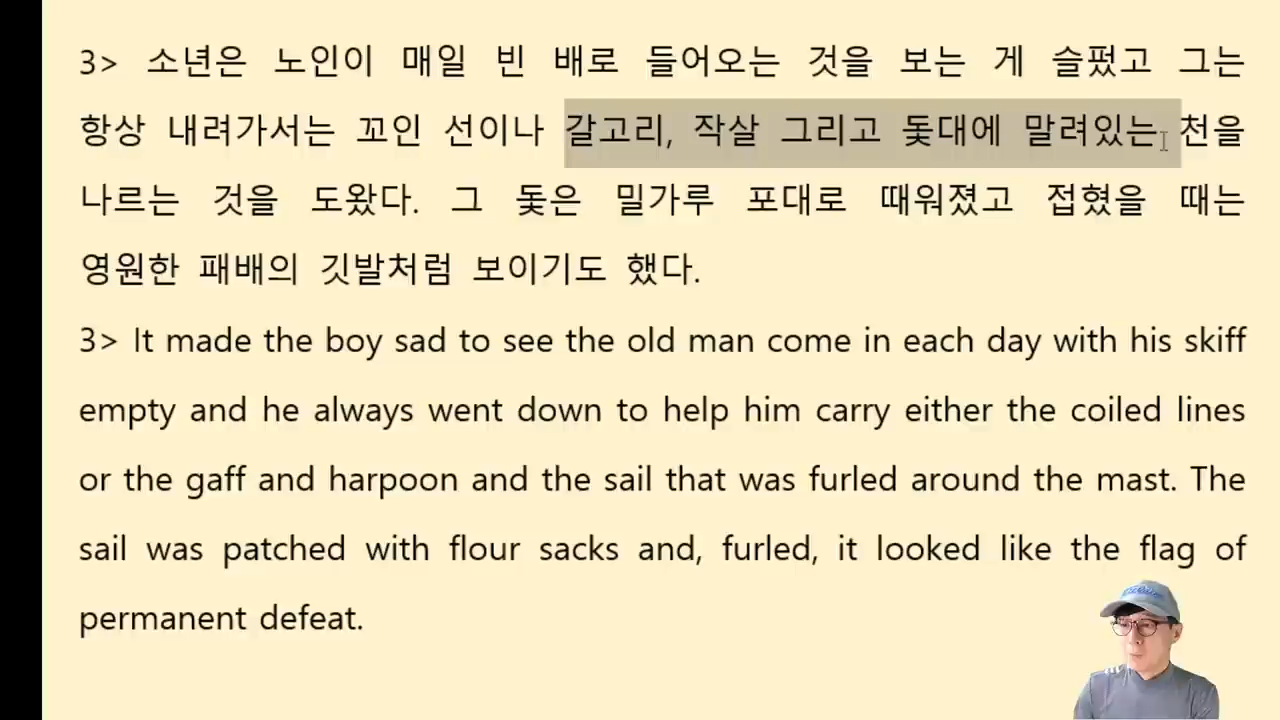 3> 소년은 노인이 매일 빈 배로 들어오는 것을 보는 게 슬펐고 그는
항상 내려가서는 꼬인 선이나 갈고리, 작살 그리고 돛대에 말려있는 천을
나르는 것을 도왔다. 그 돛은 밀가루 포대로 때워졌고 접혔을 때는
영원한 패배의 깃발처럼 보이기도 했다.
3> It made the boy sad to see the old man come in each day with his skiff
empty and he always went down to help him carry either the coiled lines
or the gaff and harpoon and the sail that was furled around the mast. The
sail was patched with flour sacks and, furled, it looked like the flag of
permanent defeat.